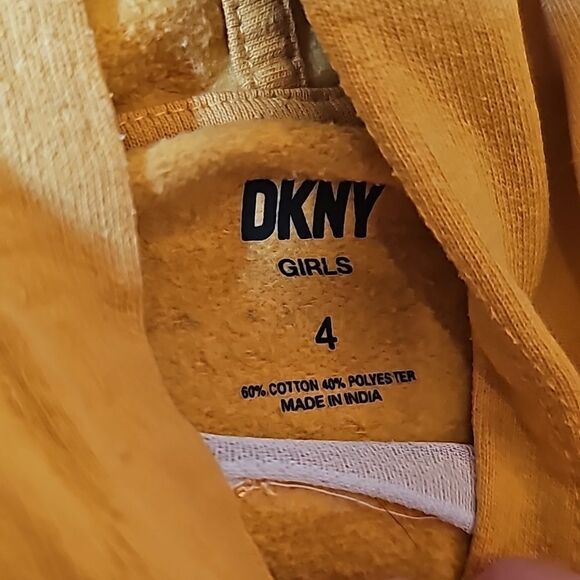 DKNY
GIRLS
4
60% COTTON 40% POLYESTER
MADE IN INDIA